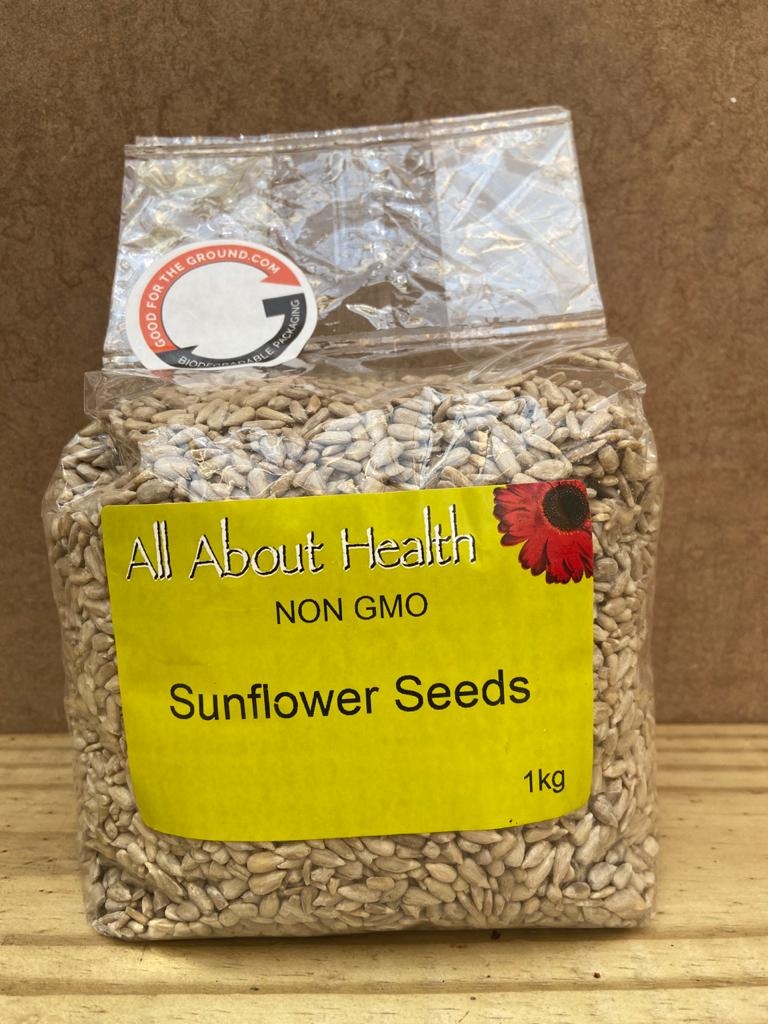 GOOD FOR THE GROUND.COM
BIODEGRADABLE PACKAGING
All About Health
NON GMO
Sunflower Seeds
1kg